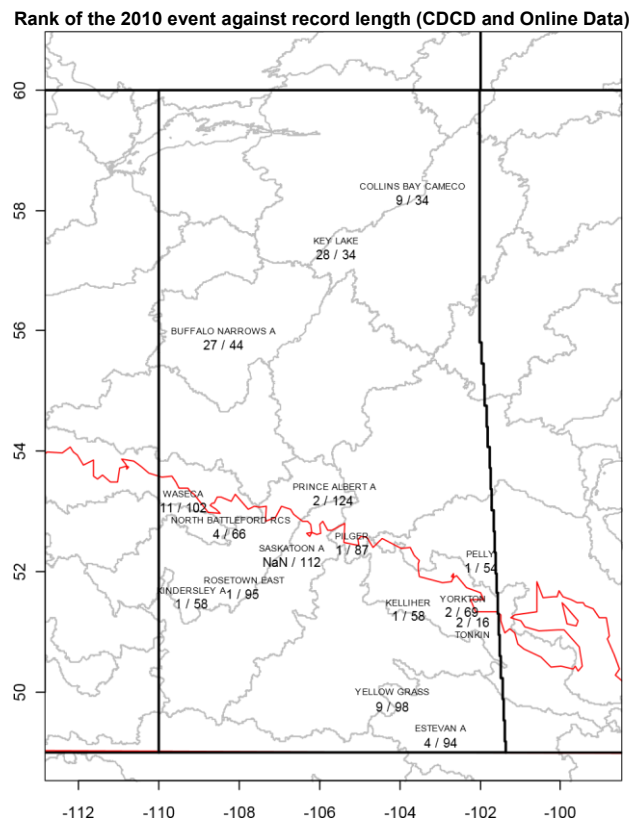 Rank of the 2010 event against record length (CDCD and Online Data)
60
COLLINS BAY CAMECO
9 / 34
58
KEY LAKE
28 / 34
56
BUFFALO NARROWS A
27 / 44
54
PRINCE ALBERT A
2 / 124
WASECA
11 / 102
NORTH BATTLEFORD RCS
4 / 66
PILGER
1 / 87
SASKATOON A
NaN / 112
PELLY
1 / 54
52
ROSETOWN EAST
1 / 95
KINDERSLEY A
1 / 58
KELLIHER
1 / 58
YORKTON
2 / 69
2 / 16
TONKIN
50
YELLOW GRASS
9 / 98
ESTEVAN A
4 / 94
-112 -110 -108 -106 -104 -102 -100